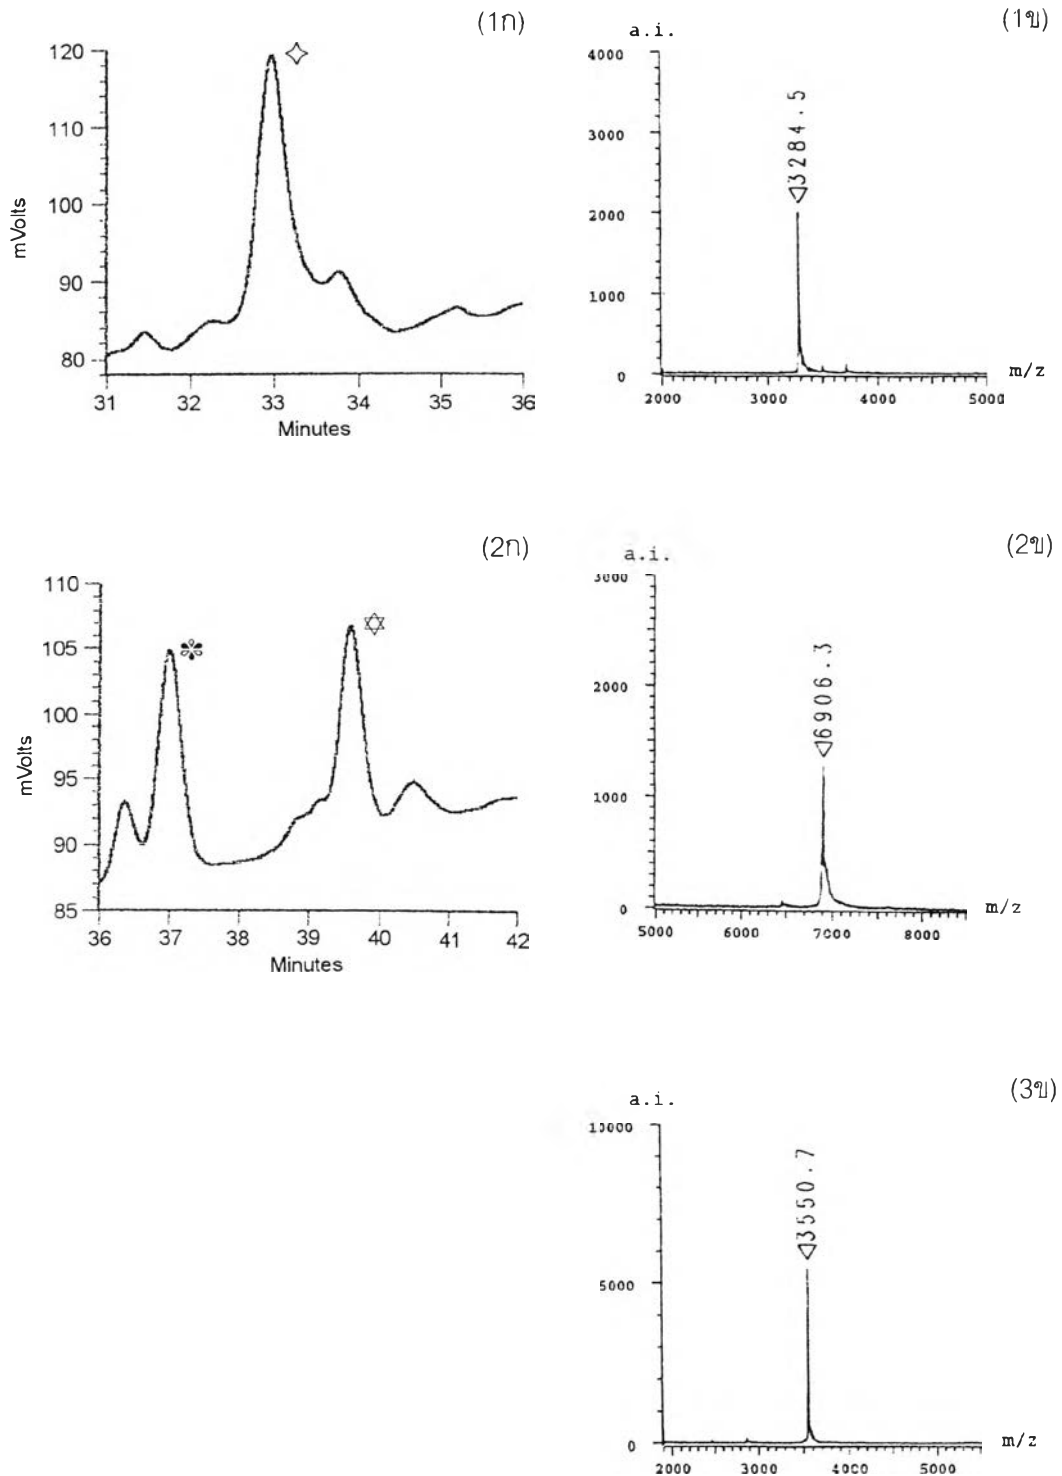 (1ก)
120
110
100
90
80
mVolts
31 32 33 34 35 36
Minutes
(1ข)
a.i.
4000
3000
2000
1000
0
3284.5
2000 3000 4000 5000
m/z
(2ก)
110
105
100
95
90
85
mVolts
36 37 38 39 40 41 42
Minutes
(2ข)
a.i.
3000
2000
1000
0
6906.3
5000 6000 7000 8000
m/z
(3ข)
a.i.
10000
5000
0
3550.7
2000 3000 4000 5000
m/z